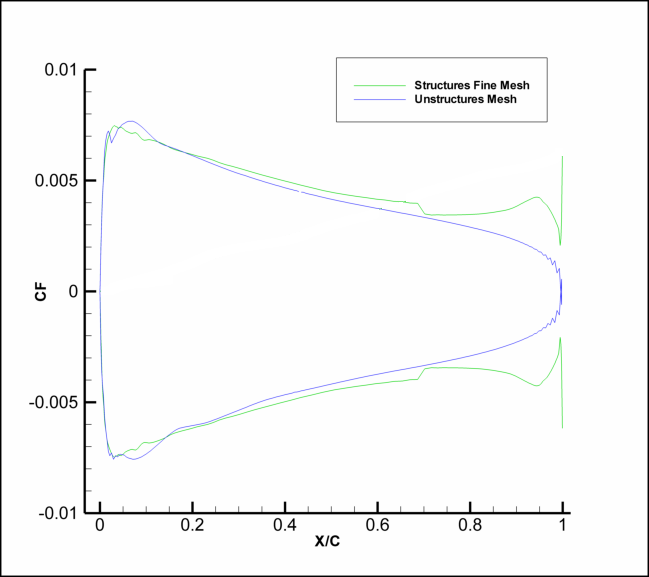 0.01
Structures Fine Mesh
Unstructures Mesh
0.005
CF
0
-0.005
-0.01
0 0.2 0.4 0.6 0.8 1
X/C